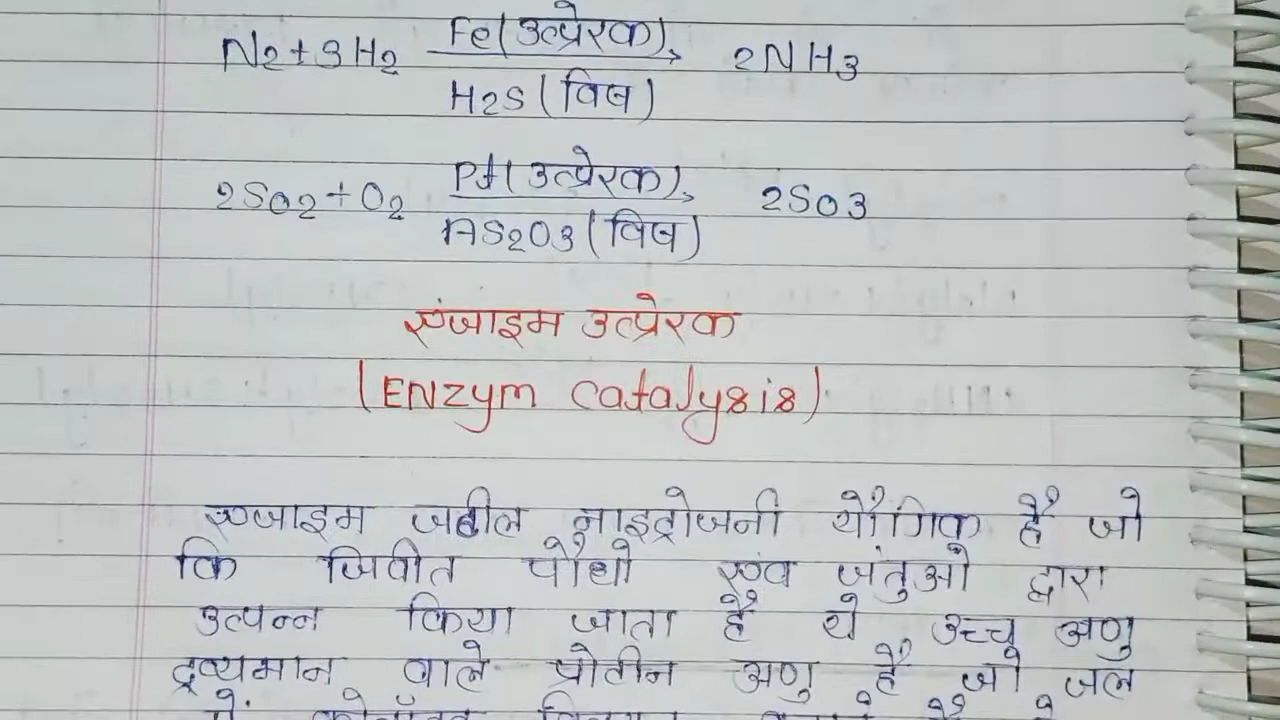 N2+3H2 Fe(उत्प्रेरक) → 2NH3
H2S (विष)
2SO2+O2 Pt(उत्प्रेरक) → 2SO3
AS2O3 (विष)
एंजाइम उत्प्रेरक
(ENZym catalysis)
एन्जाइम जटील नाइट्रोजनी यौगिक है जो
कि जिवीत पौधो एवं जंतुओ द्वारा
उत्पन्न किया जाता है ये उच्च अणु
द्रव्यमान वाले प्रोटीन अणु है जो जल
में